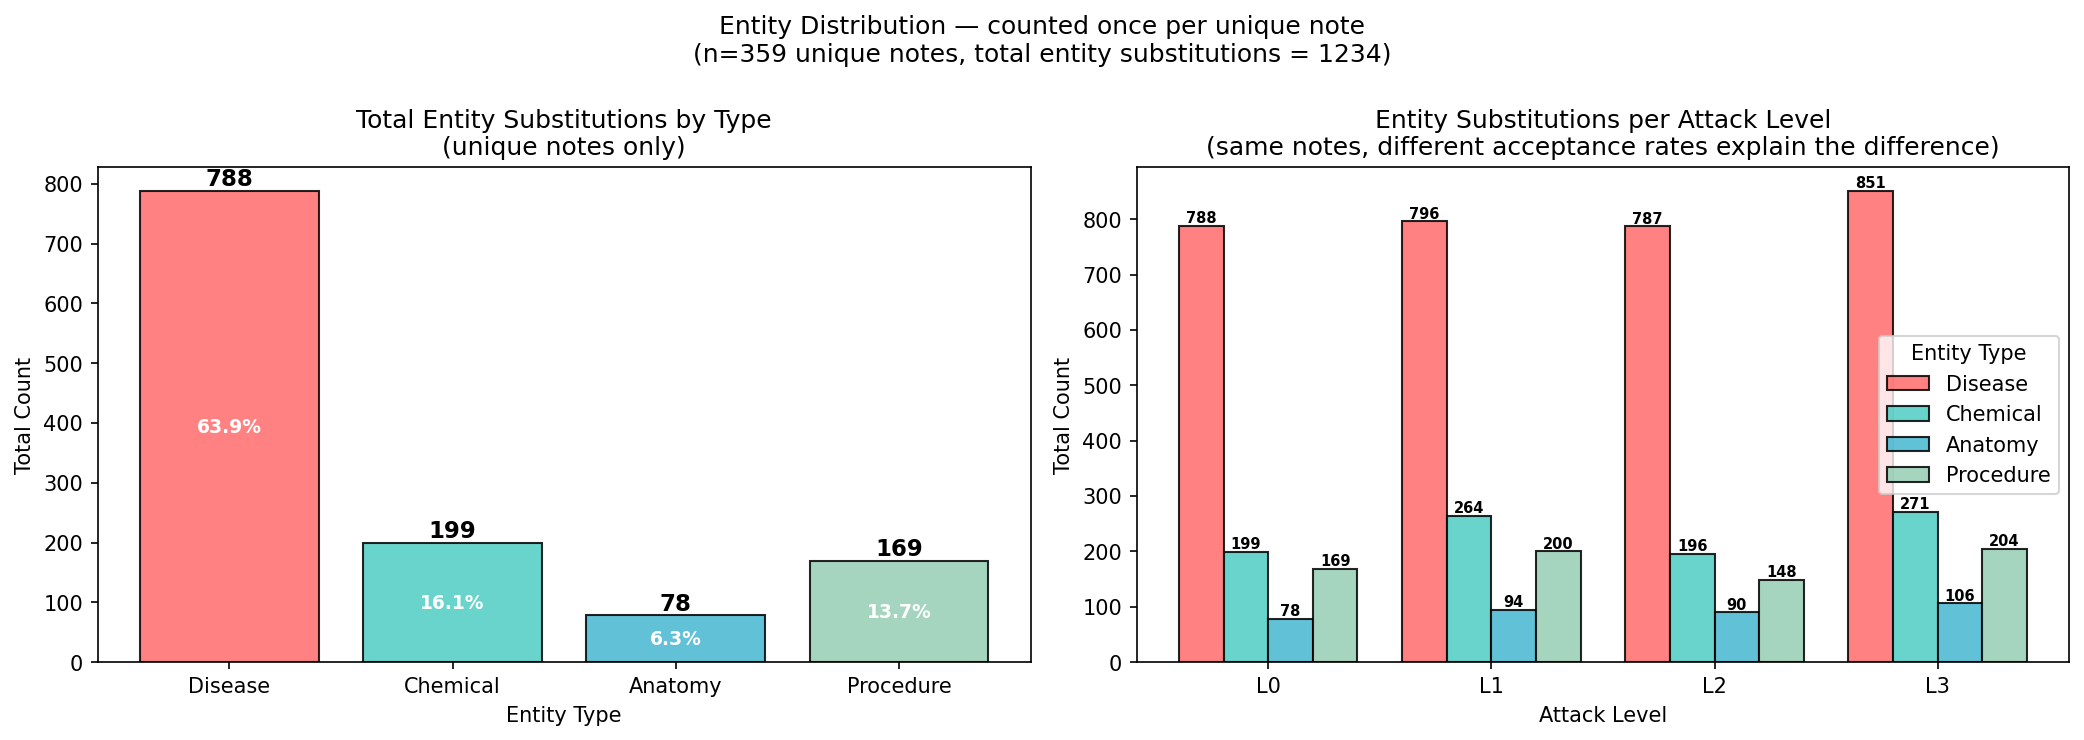 Entity Distribution — counted once per unique note
(n=359 unique notes, total entity substitutions = 1234)
Total Entity Substitutions by Type
(unique notes only)
Total Count
800
700
600
500
400
300
200
100
0
788
63.9%
199
16.1%
78
6.3%
169
13.7%
Disease
Chemical
Anatomy
Procedure
Entity Type
Entity Substitutions per Attack Level
(same notes, different acceptance rates explain the difference)
Total Count
800
700
600
500
400
300
200
100
0
788
199
78
169
796
264
94
200
787
196
90
148
851
271
106
204
Entity Type
Disease
Chemical
Anatomy
Procedure
L0
L1
L2
L3
Attack Level